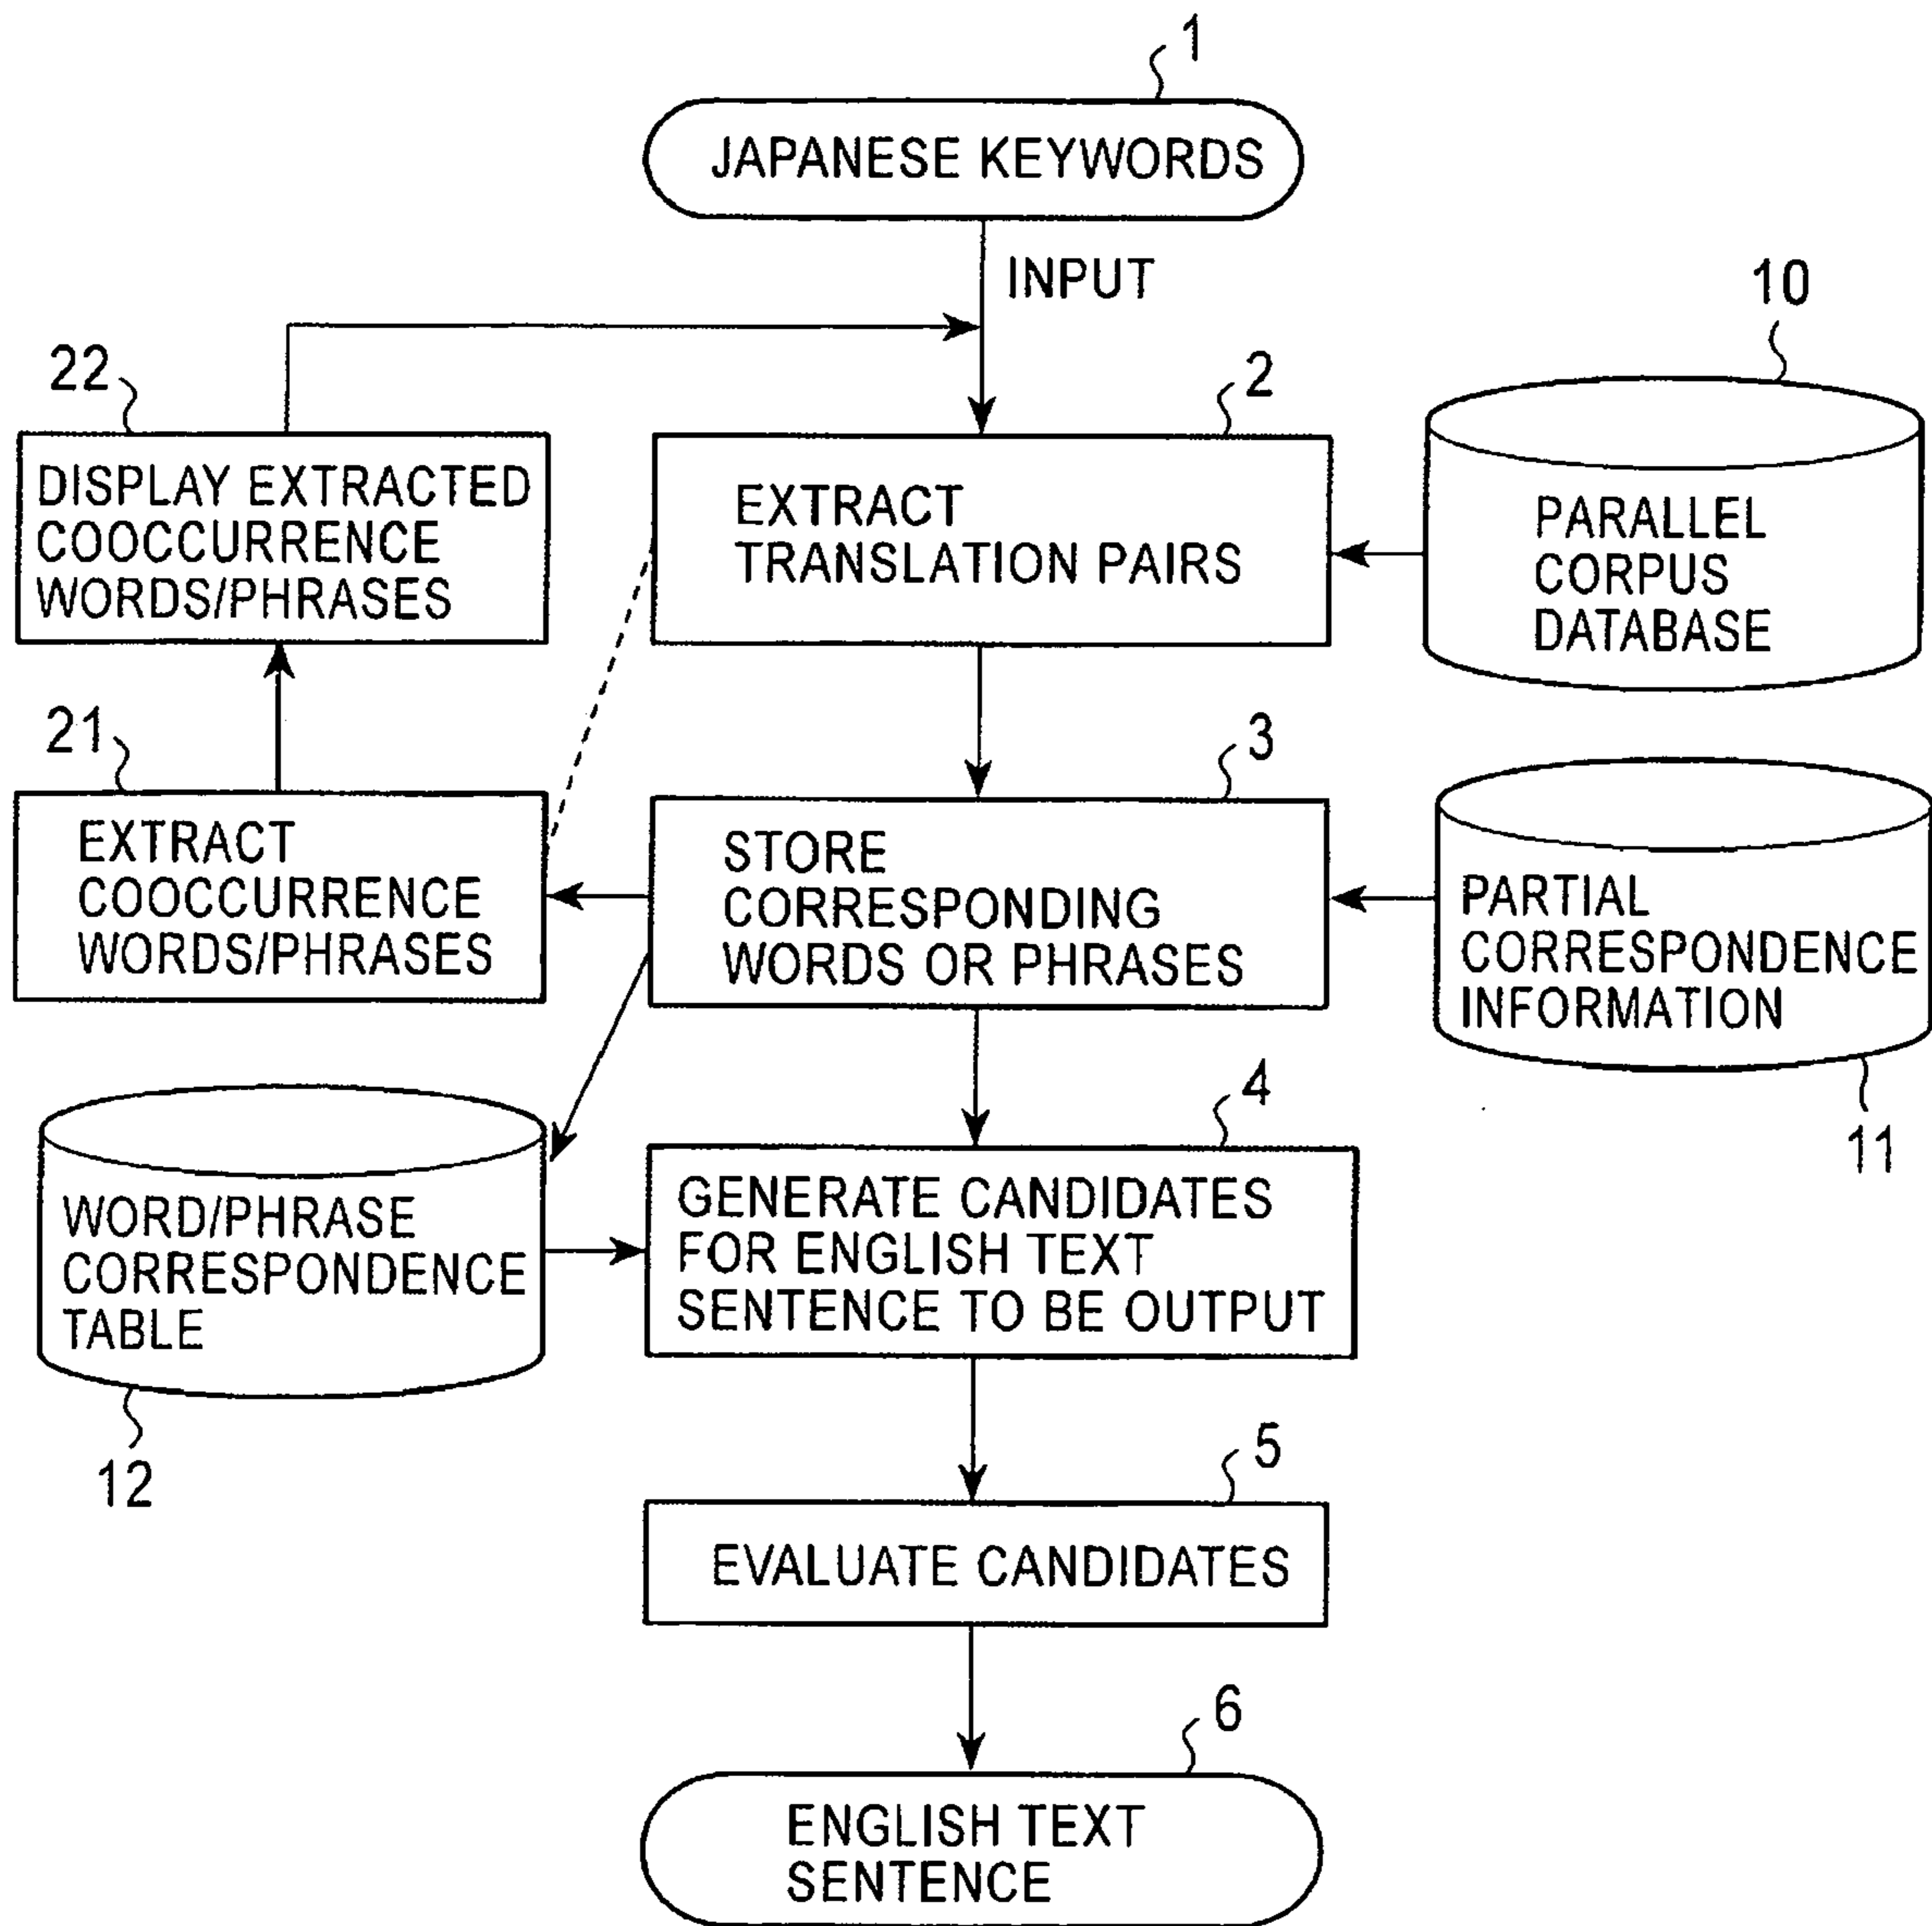 1
JAPANESE KEYWORDS
INPUT
10
22
2
DISPLAY EXTRACTED
COOCCURRENCE
WORDS/PHRASES
EXTRACT
TRANSLATION PAIRS
PARALLEL
CORPUS
DATABASE
21
3
EXTRACT
COOCCURRENCE
WORDS/PHRASES
STORE
CORRESPONDING
WORDS OR PHRASES
PARTIAL
CORRESPONDENCE
INFORMATION
11
4
WORD/PHRASE
CORRESPONDENCE
TABLE
12
GENERATE CANDIDATES
FOR ENGLISH TEXT
SENTENCE TO BE OUTPUT
5
EVALUATE CANDIDATES
6
ENGLISH TEXT
SENTENCE